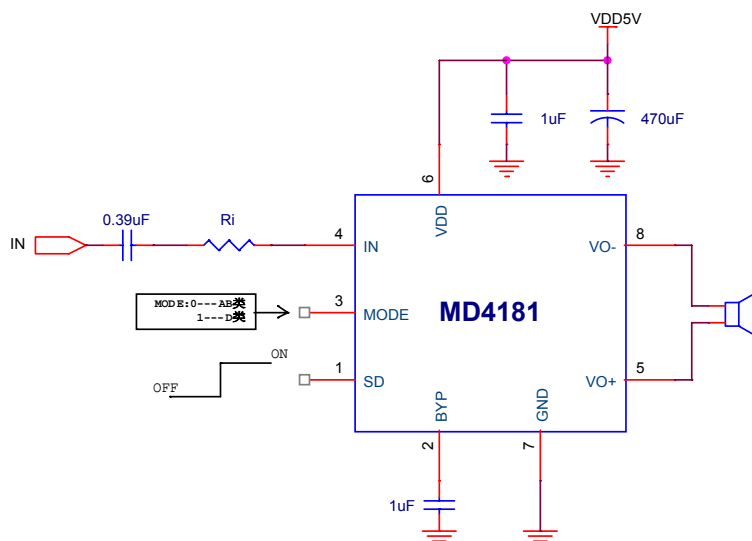 VDD5V
1uF
470uF
6
VDD
0.39uF
Ri
IN
4
IN
VO-
8
MODE:0---AB类
1---D类
3
MODE
MD4181
ON
OFF
1
SD
VO+
5
BYP
GND
2
7
1uF